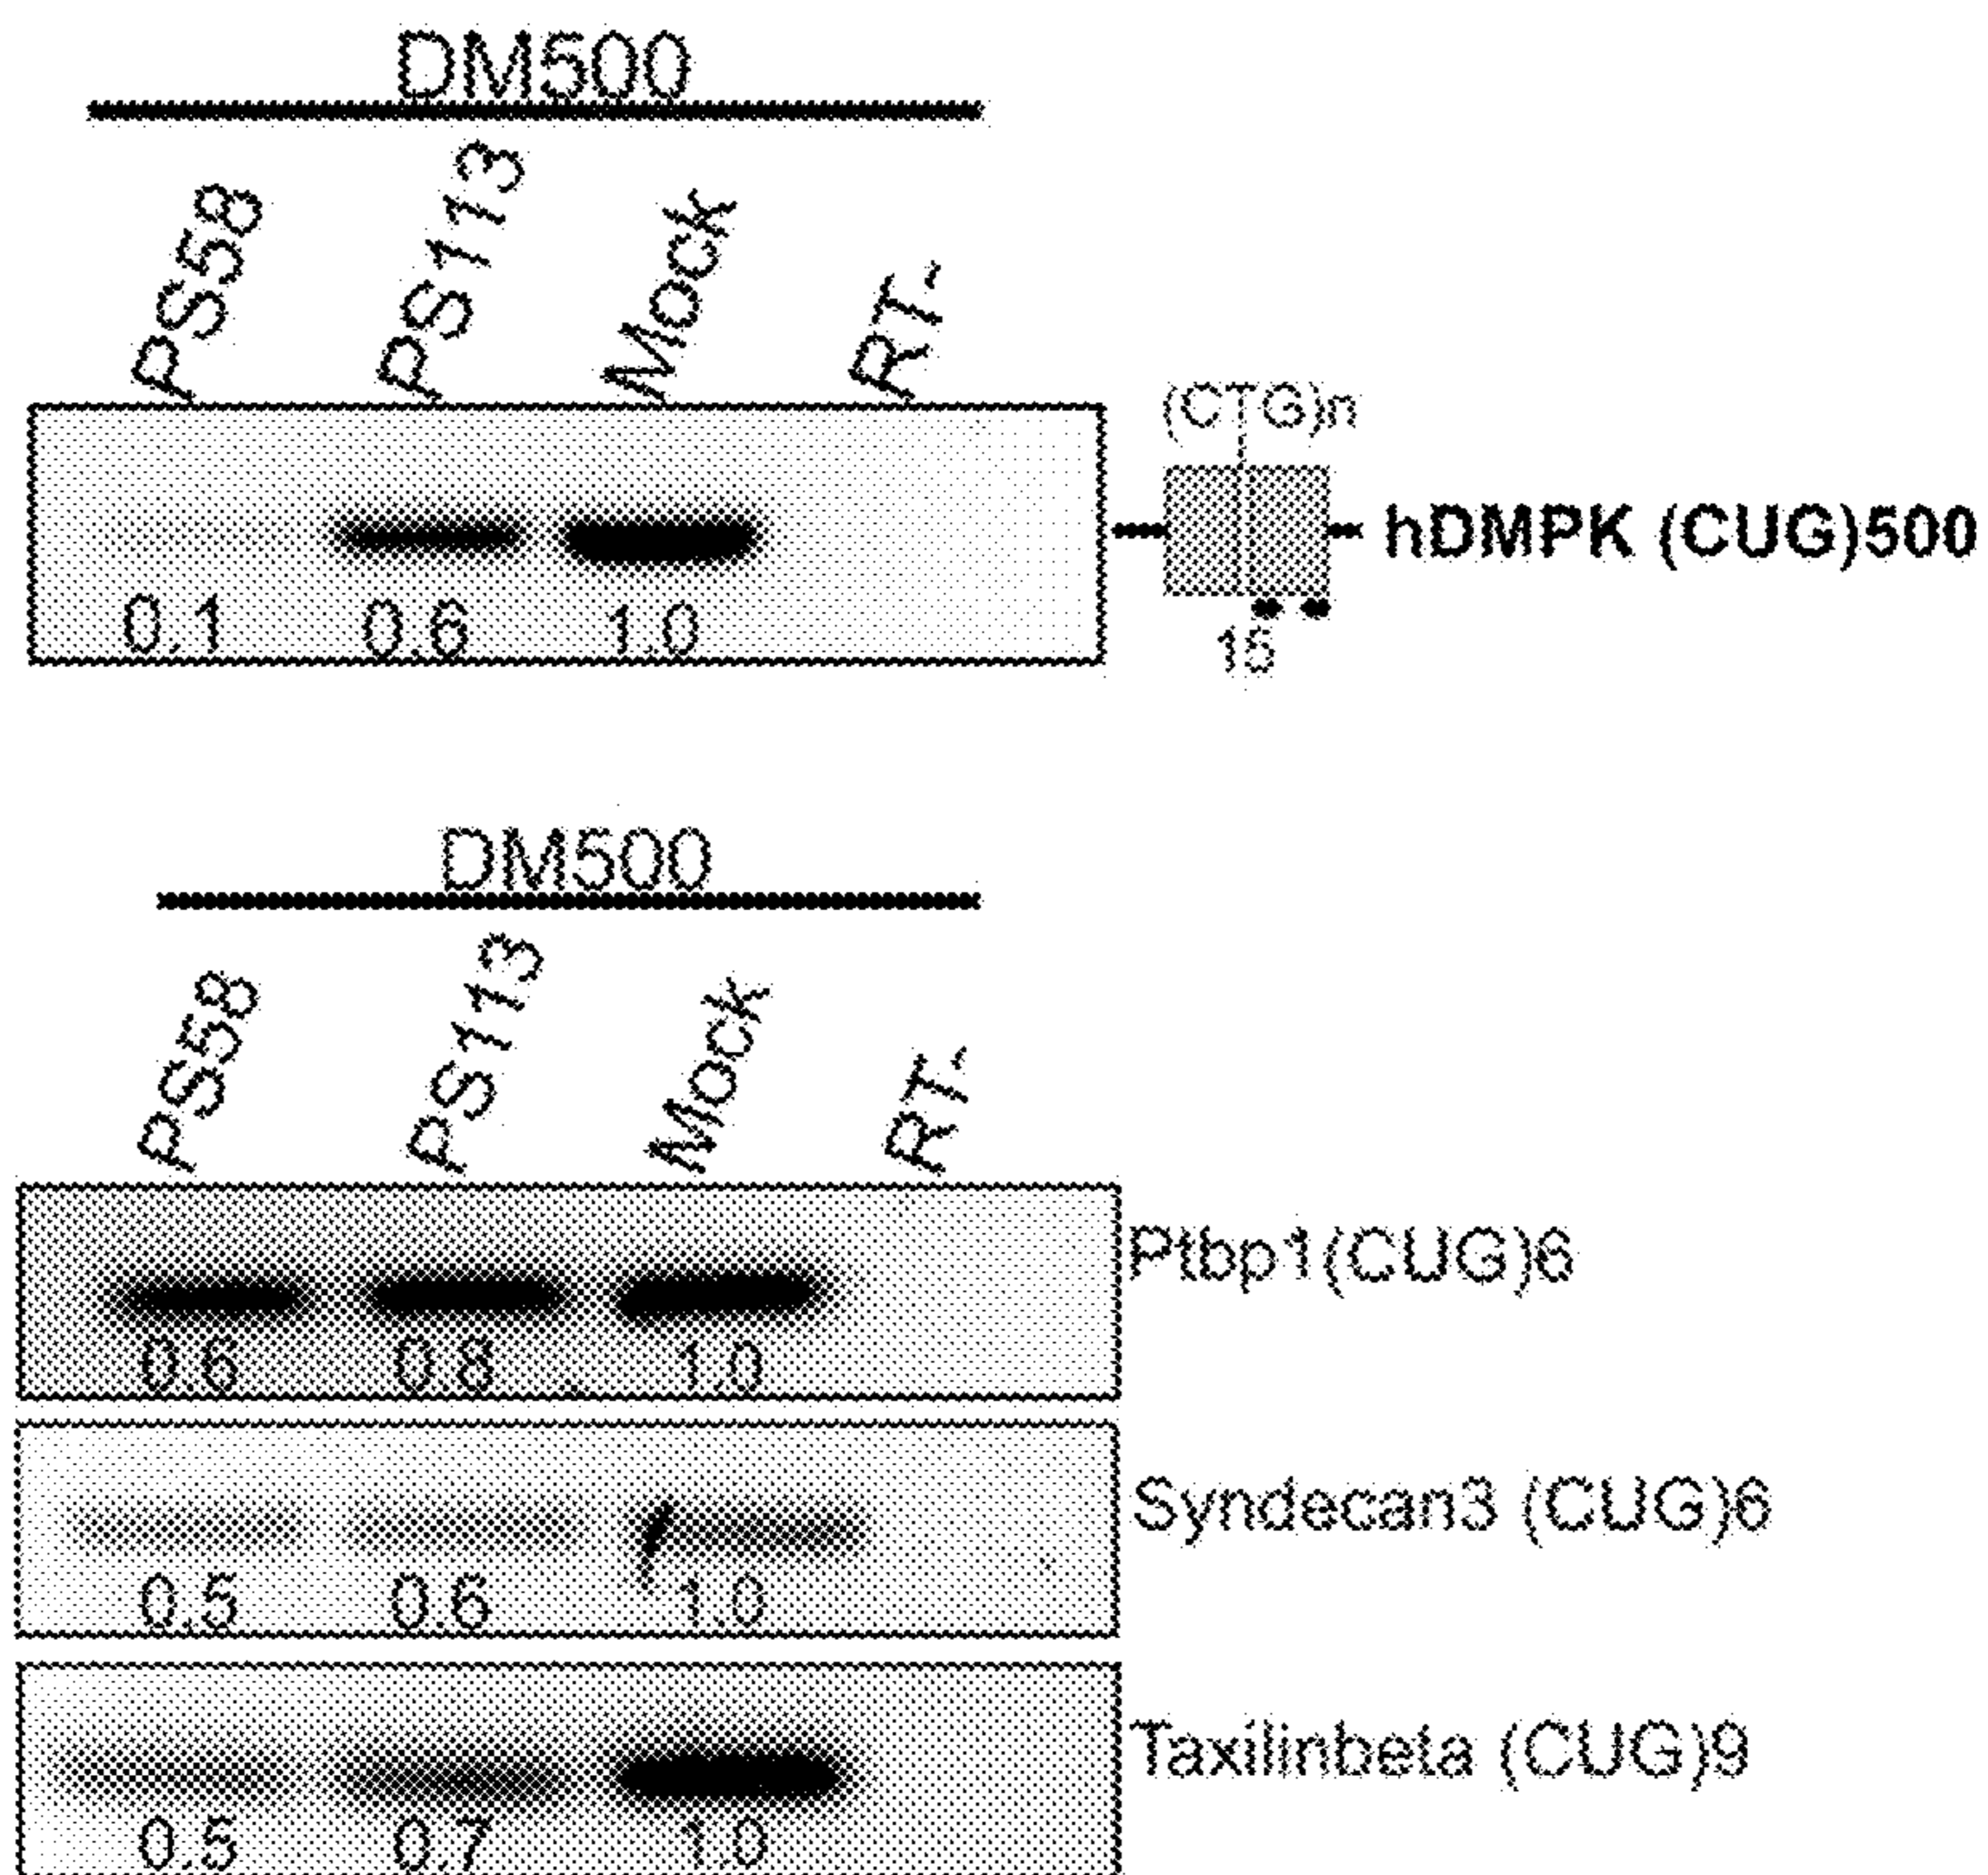 DM500
PS58 PS113 Mock RT-
(CTG)n
hDMPK (CUG)500
0.1 0.6 1.0
15
DM500
PS58 PS113 Mock RT-
Ptbp1(CUG)6
0.6 0.8 1.0
Syndecan3 (CUG)6
0.5 0.6 1.0
Taxilinbeta (CUG)9
0.5 0.7 1.0